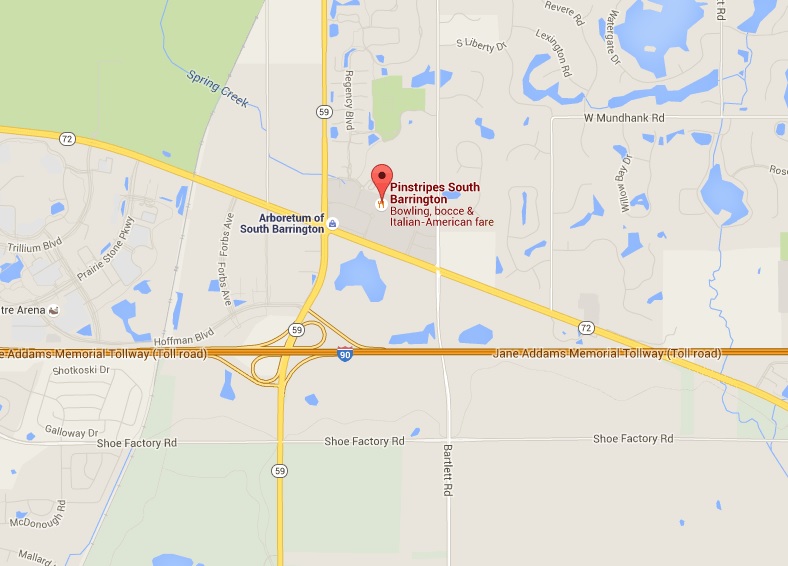 Revere Rd
Watergate Dr
S Liberty Dr
Lexington Rd
Spring Creek
Regency Blvd
59
72
W Mundhank Rd
Pinstripes South
Barrington
Bowling, bocce &
Italian-American fare
Willow Bay Dr
Arboretum of
South Barrington
Forbs Ave
Forbs Ave
Trillium Blvd
Prairie Stone Pkwy
tre Arena
Hoffman Blvd
59
72
90
Addams Memorial Tollway (Toll road)
Jane Addams Memorial Tollway (Toll road)
Shotkoski Dr
Galloway Dr
Shoe Factory Rd
Shoe Factory Rd
Shoe Factory Rd
59
Bartlett Rd
McDonough Rd
Mallard